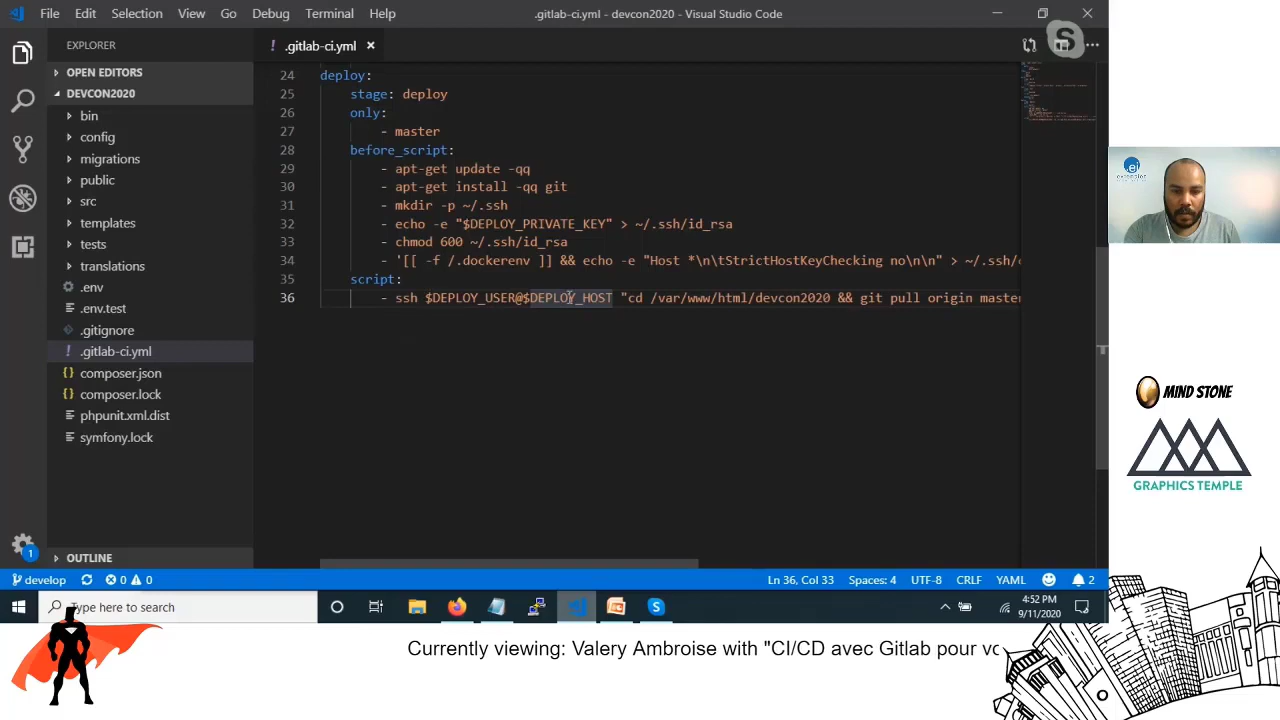 File Edit Selection View Go Debug Terminal Help
.gitlab-ci.yml - devcon2020 - Visual Studio Code
EXPLORER
OPEN EDITORS
DEVCON2020
bin
config
migrations
public
src
templates
tests
translations
.env
.env.test
.gitignore
! .gitlab-ci.yml
{} composer.json
{} composer.lock
phpunit.xml.dist
symfony.lock
OUTLINE
! .gitlab-ci.yml ×
24 deploy:
25 stage: deploy
26 only:
27 - master
28 before_script:
29 - apt-get update -qq
30 - apt-get install -qq git
31 - mkdir -p ~/.ssh
32 - echo -e "$DEPLOY_PRIVATE_KEY" > ~/.ssh/id_rsa
33 - chmod 600 ~/.ssh/id_rsa
34 - '[[ -f /.dockerenv ]] && echo -e "Host *\n\tStrictHostKeyChecking no\n\n" > ~/.ssh/c
35 script:
36 - ssh $DEPLOY_USER@$DEPLOY_HOST "cd /var/www/html/devcon2020 && git pull origin master
S
ei
MIND STONE
GRAPHICS TEMPLE
1
develop 0 0 Ln 36, Col 33 Spaces: 4 UTF-8 CRLF YAML 2
Type here to search
4:52 PM
9/11/2020
Currently viewing: Valery Ambroise with "CI/CD avec Gitlab pour vo